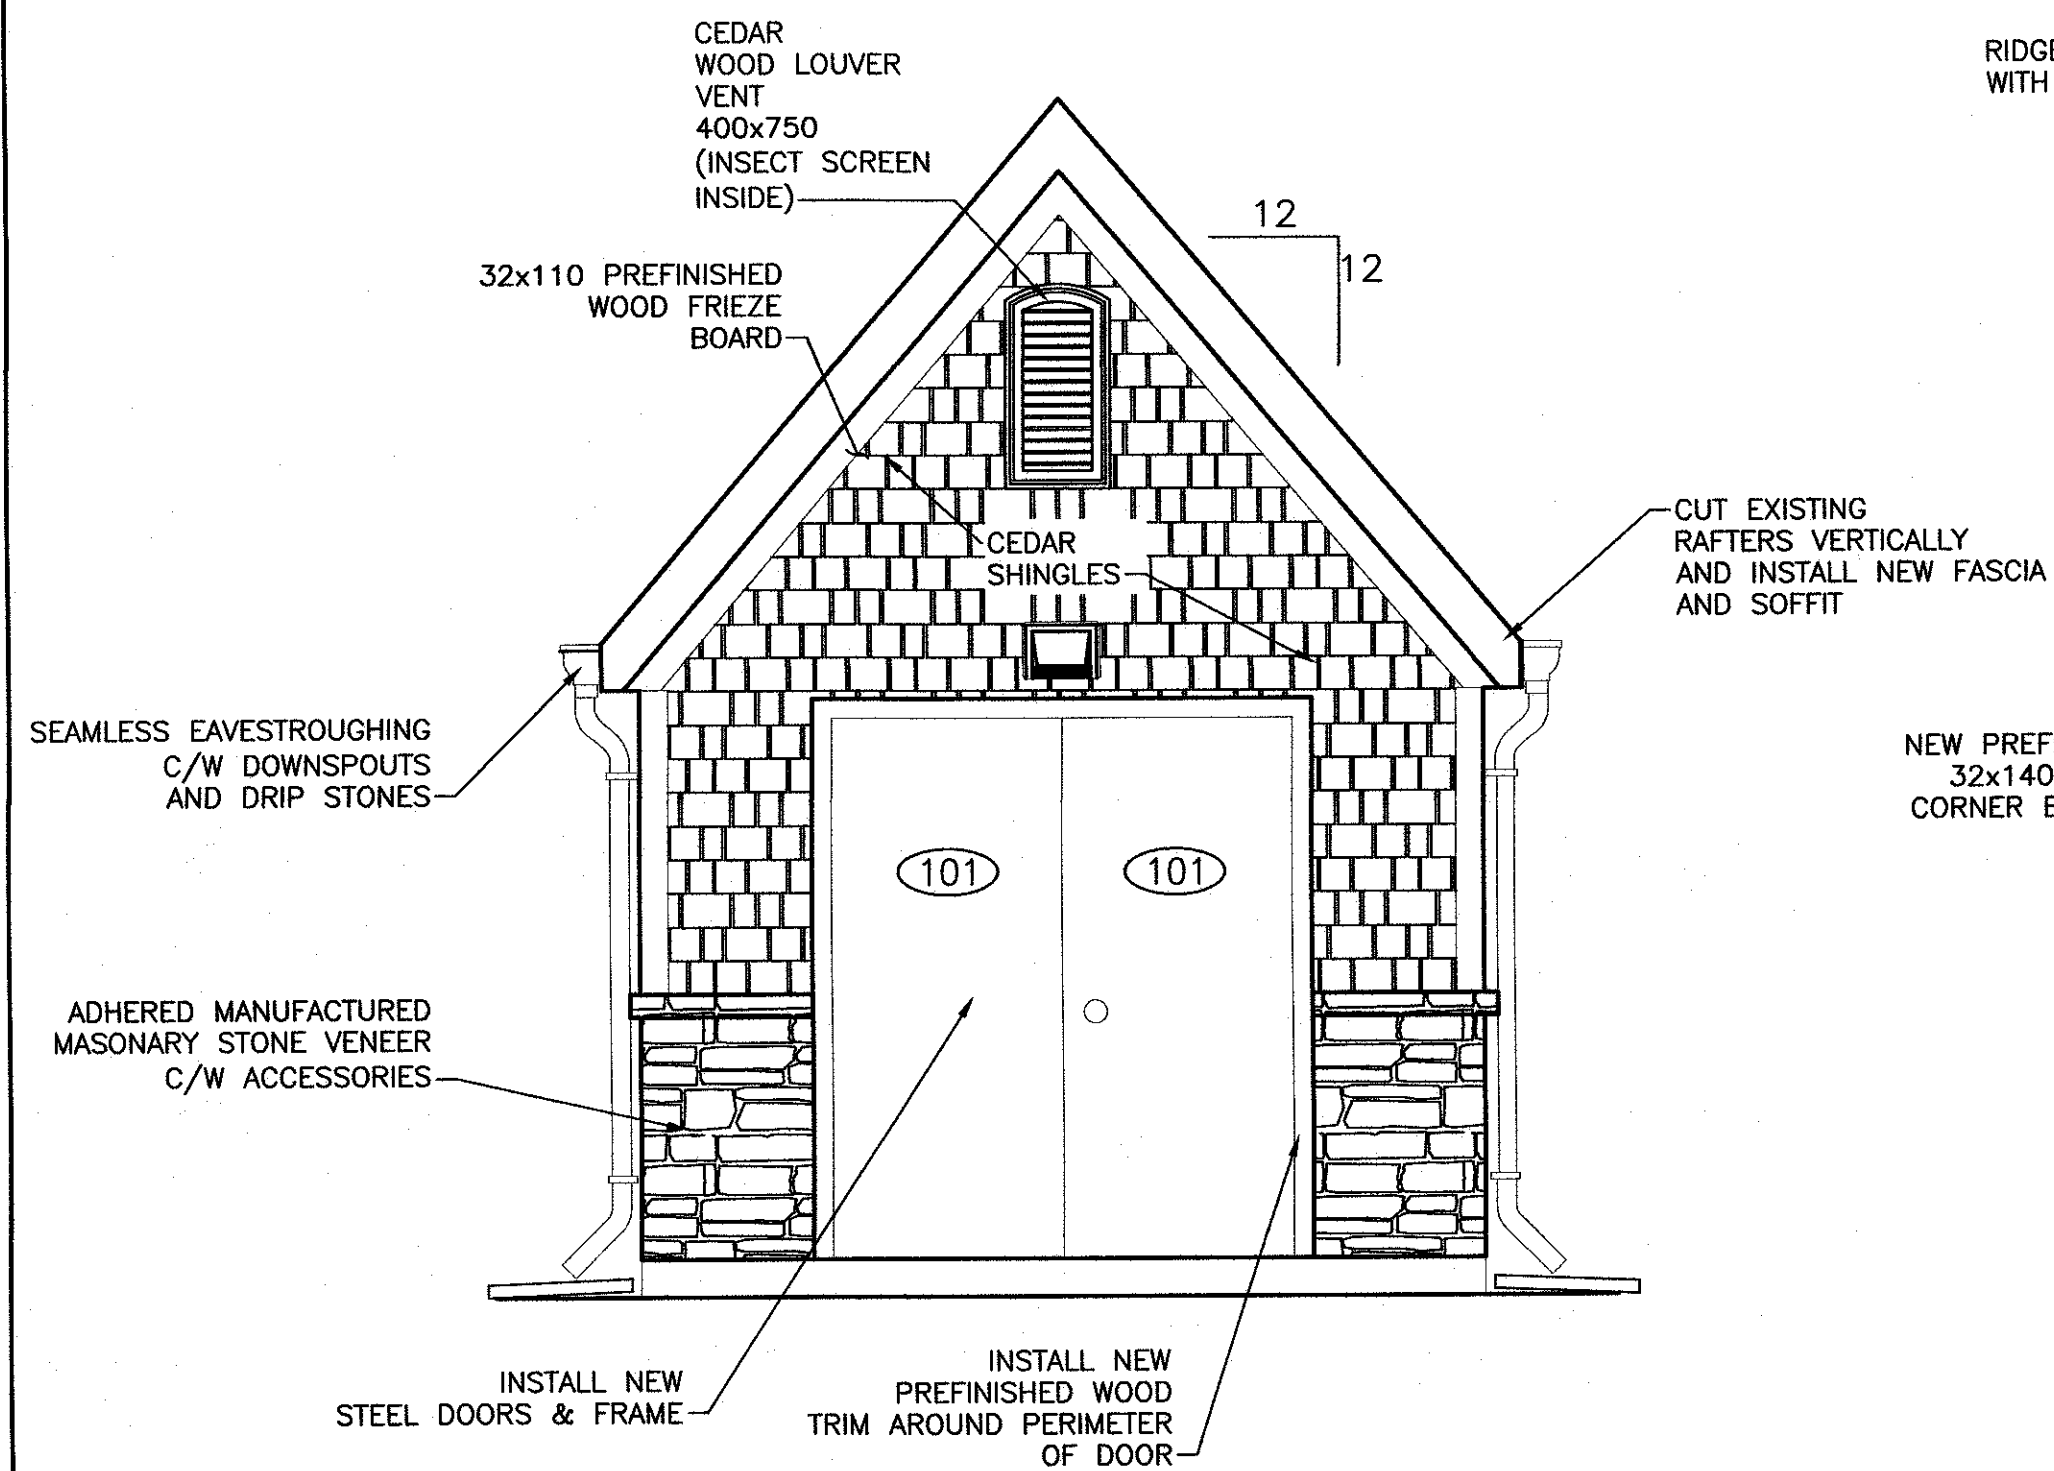 CEDAR
WOOD LOUVER
VENT
400x750
(INSECT SCREEN
INSIDE)
RIDGE
WITH
12
12
32x110 PREFINISHED
WOOD FRIEZE
BOARD
CEDAR
SHINGLES
CUT EXISTING
RAFTERS VERTICALLY
AND INSTALL NEW FASCIA
AND SOFFIT
SEAMLESS EAVESTROUGHING
C/W DOWNSPOUTS
AND DRIP STONES
NEW PREF
32x140
CORNER
101
101
ADHERED MANUFACTURED
MASONARY STONE VENEER
C/W ACCESSORIES
INSTALL NEW
STEEL DOORS & FRAME
INSTALL NEW
PREFINISHED WOOD
TRIM AROUND PERIMETER
OF DOOR